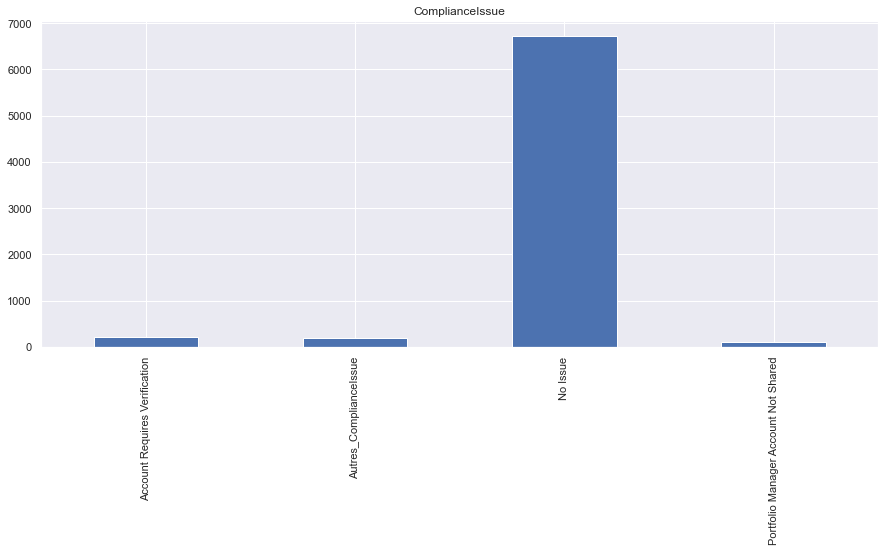 ComplianceIssue
7000
6000
5000
4000
3000
2000
1000
0
Account Requires Verification
Autres_ComplianceIssue
No Issue
Portfolio Manager Account Not Shared